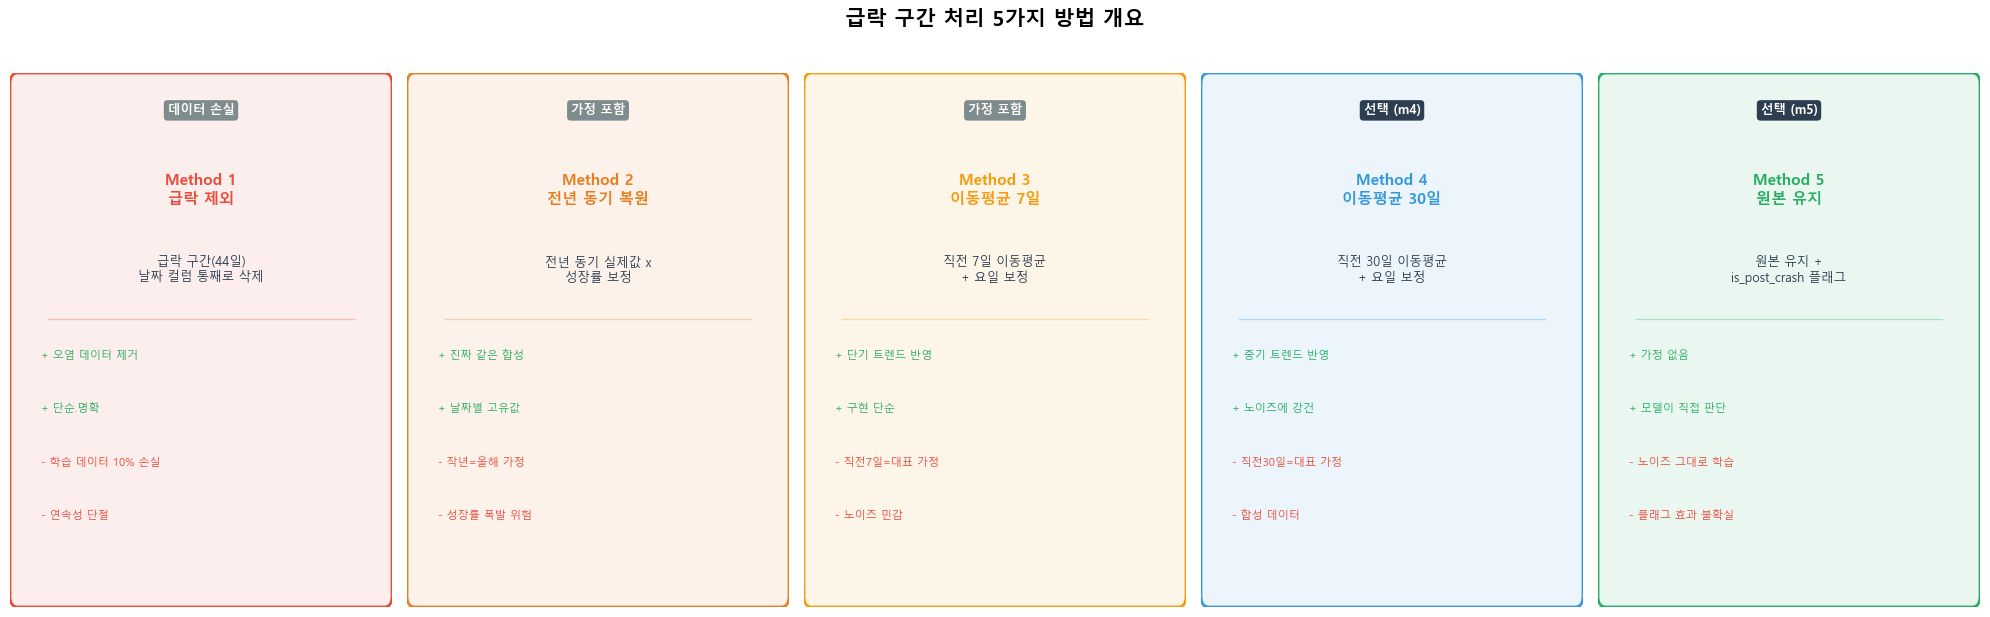 급락 구간 처리 5가지 방법 개요
데이터 손실
Method 1
급락 제외
급락 구간(44일)
날짜 컬럼 통째로 삭제
+ 오염 데이터 제거
+ 단순 명확
- 학습 데이터 10% 손실
- 연속성 단절
가정 포함
Method 2
전년 동기 복원
전년 동기 실제값 x
성장률 보정
+ 진짜 같은 합성
+ 날짜별 고유값
- 작년=올해 가정
- 성장률 폭발 위험
가정 포함
Method 3
이동평균 7일
직전 7일 이동평균
+ 요일 보정
+ 단기 트렌드 반영
+ 구현 단순
- 직전7일=대표 가정
- 노이즈 민감
선택 (m4)
Method 4
이동평균 30일
직전 30일 이동평균
+ 요일 보정
+ 중기 트렌드 반영
+ 노이즈에 강건
- 직전30일=대표 가정
- 합성 데이터
선택 (m5)
Method 5
원본 유지
원본 유지 +
is_post_crash 플래그
+ 가정 없음
+ 모델이 직접 판단
- 노이즈 그대로 학습
- 플래그 효과 불확실